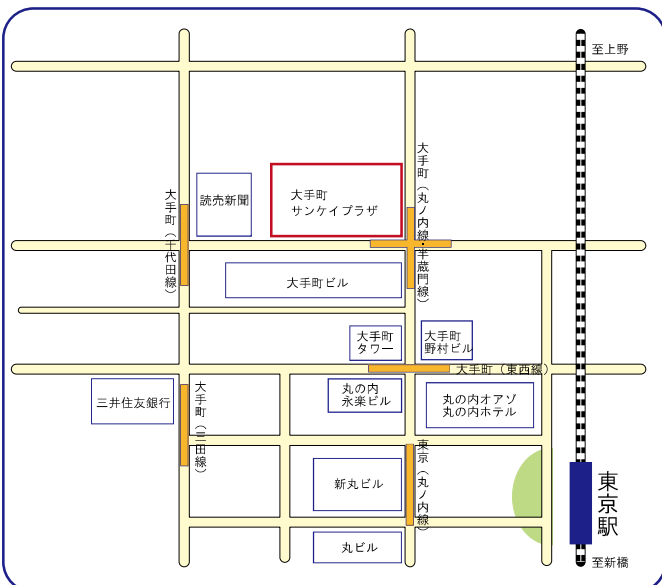 至上野
大手町（丸ノ内線・半蔵門線）
読売新聞
大手町
サンケイプラザ
大手町（千代田線）
大手町ビル
大手町
タワー
大手町
野村ビル
大手町（東西線）
三井住友銀行
大手町（三田線）
丸の内
永楽ビル
丸の内オアゾ
丸の内ホテル
東京（丸ノ内線）
新丸ビル
東京駅
丸ビル
至新橋